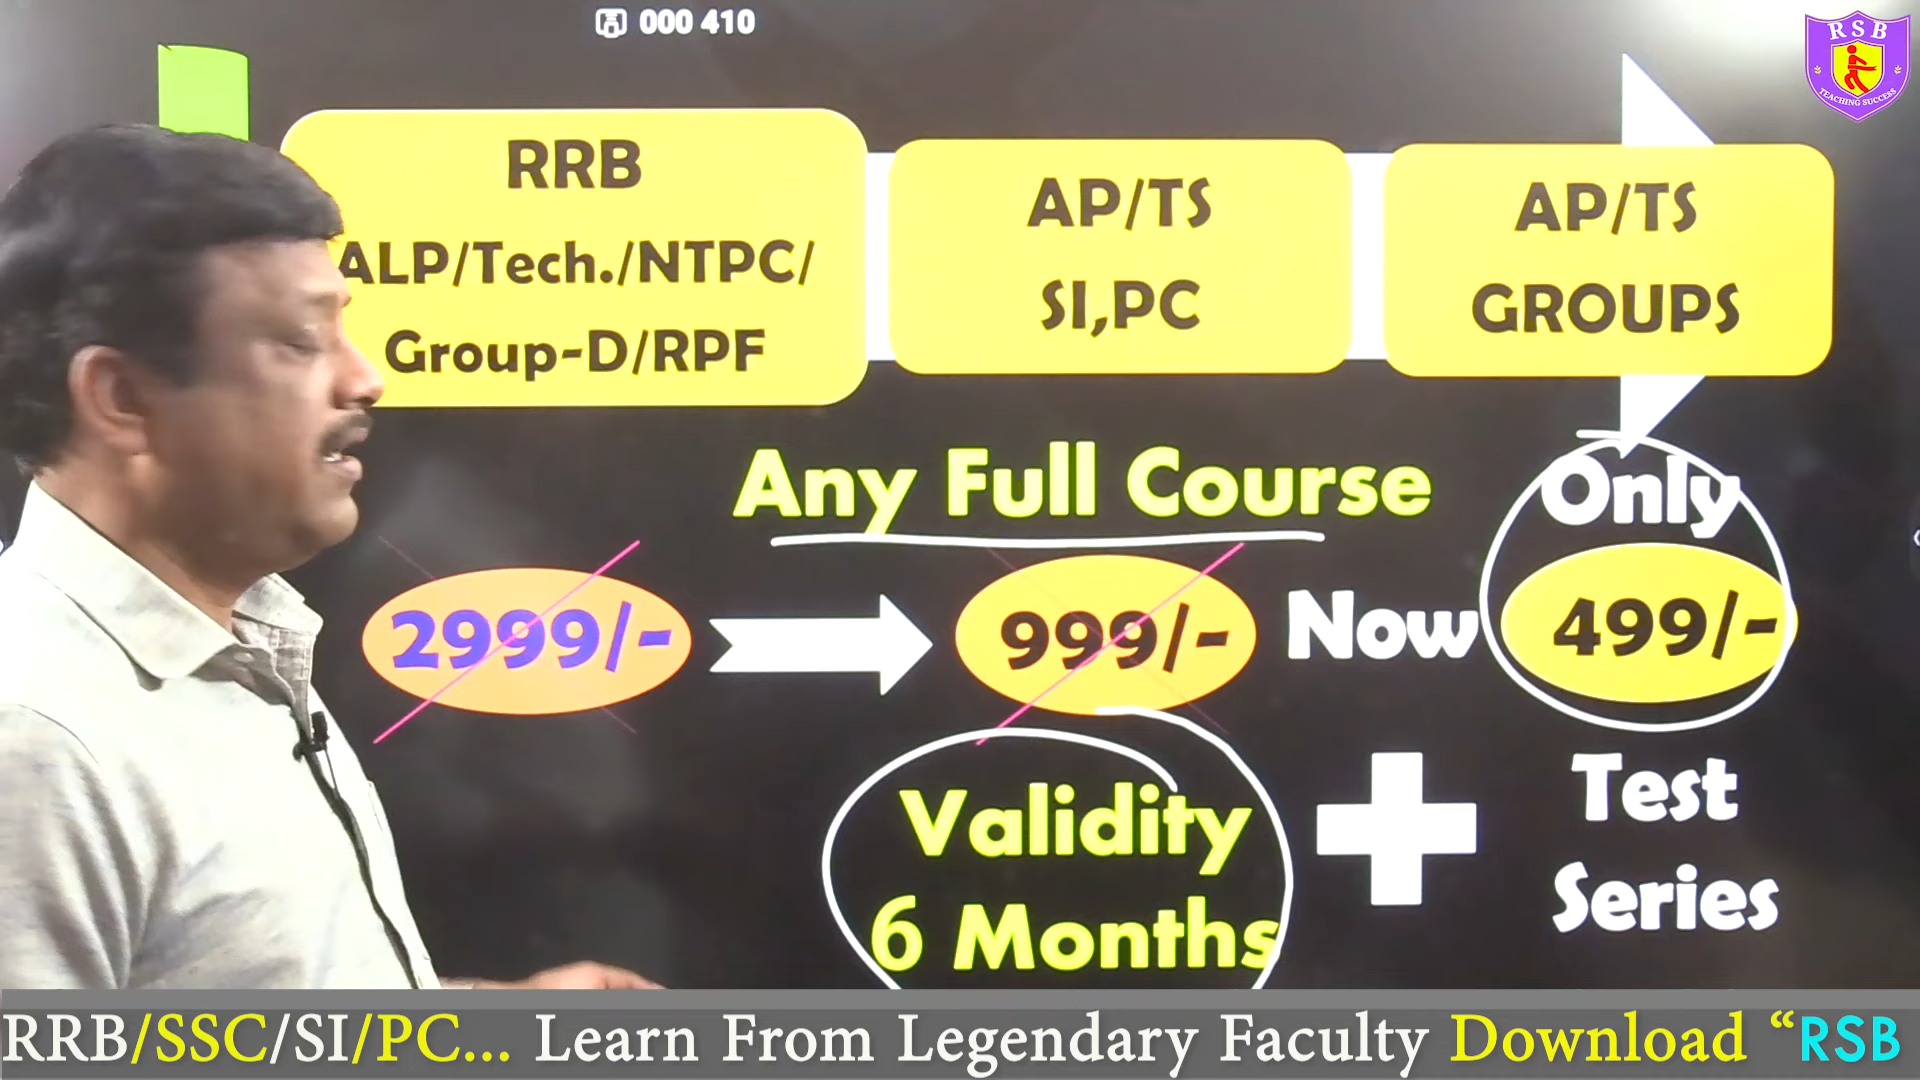 000 410
RSB
TEACHING SUCCESS
RRB
ALP/Tech./NTPC/
Group-D/RPF
AP/TS
SI,PC
AP/TS
GROUPS
Any Full Course
Only
2999/-
999/-
Now
499/-
Validity
6 Months
Test
Series
RRB/SSC/SI/PC... Learn From Legendary Faculty Download “RSB